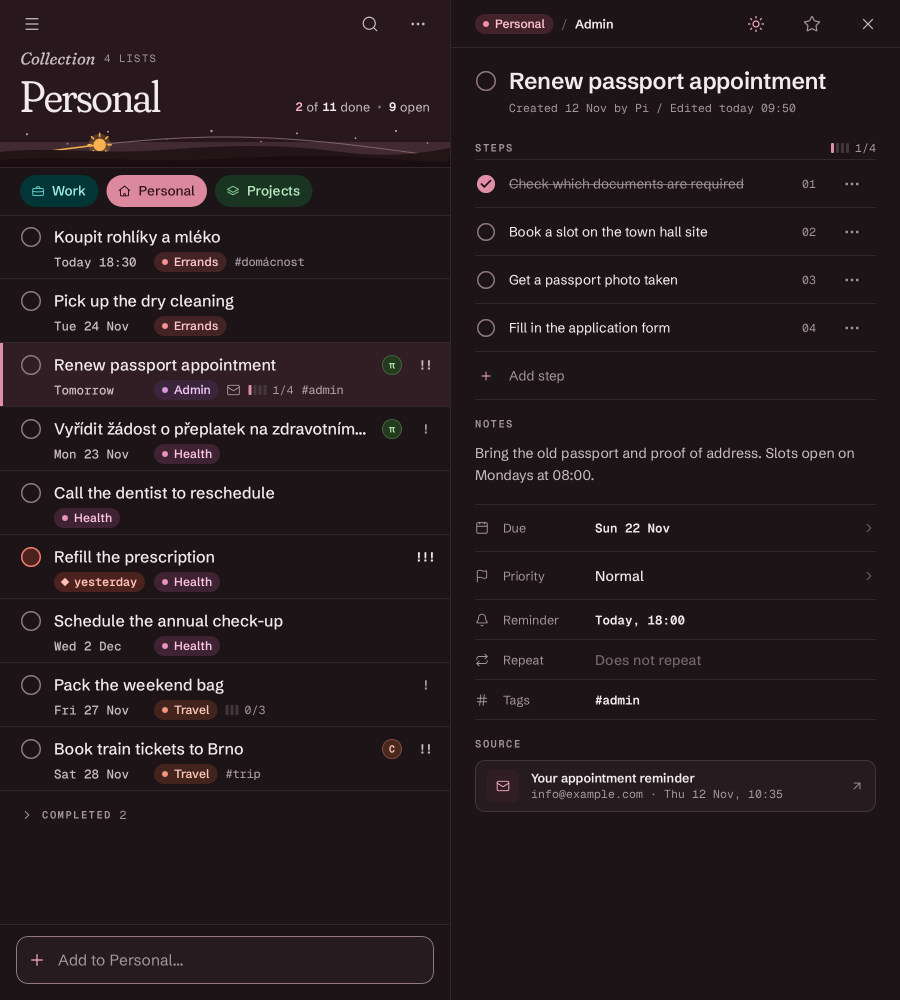 Collection 4 LISTS
Personal
2 of 11 done • 9 open
Work Personal Projects
Koupit rohlíky a mléko
Today 18:30 Errands #domácnost
Pick up the dry cleaning
Tue 24 Nov Errands
Renew passport appointment π !!
Tomorrow Admin 1/4 #admin
Vyřídit žádost o přeplatek na zdravotním… π !
Mon 23 Nov Health
Call the dentist to reschedule
Health
Refill the prescription !!!
yesterday Health
Schedule the annual check-up
Wed 2 Dec Health
Pack the weekend bag !
Fri 27 Nov Travel 0/3
Book train tickets to Brno C !!
Sat 28 Nov Travel #trip
COMPLETED 2
Add to Personal…
Personal / Admin
Renew passport appointment
Created 12 Nov by Pi / Edited today 09:50
STEPS 1/4
Check which documents are required 01
Book a slot on the town hall site 02
Get a passport photo taken 03
Fill in the application form 04
Add step
NOTES
Bring the old passport and proof of address. Slots open on
Mondays at 08:00.
Due Sun 22 Nov
Priority Normal
Reminder Today, 18:00
Repeat Does not repeat
Tags #admin
SOURCE
Your appointment reminder
info@example.com · Thu 12 Nov, 10:35